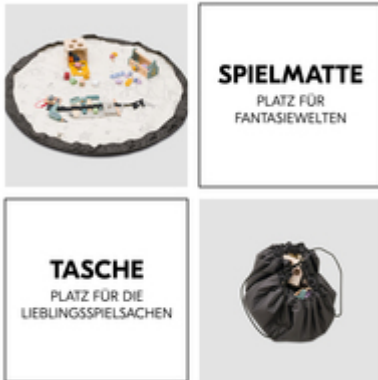 SPIELMATTE
PLATZ FÜR
FANTASIEWELTEN
TASCHE
PLATZ FÜR DIE
LIEBLINGSSPIELSACHEN